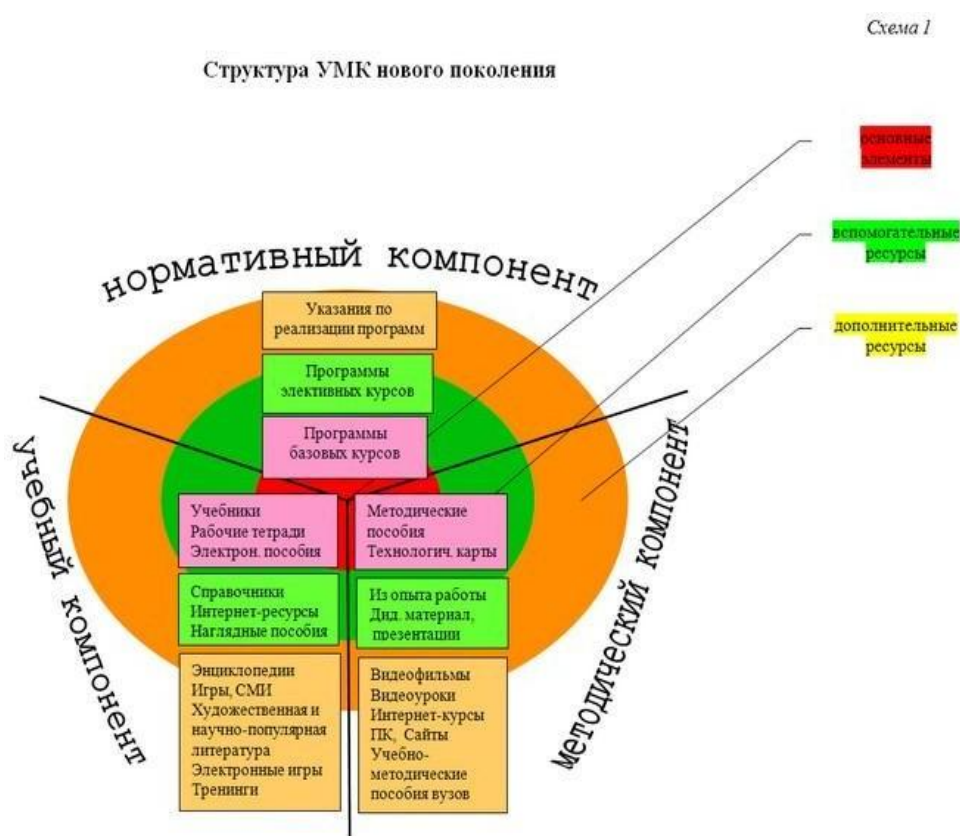 Схема 1
Структура УМК нового поколения
основные
элементы
вспомогательные
ресурсы
дополнительные
ресурсы
нормативный компонент
Указания по
реализации программ
Программы
элективных курсов
Программы
базовых курсов
учебный компонент
Учебники
Рабочие тетради
Электрон. пособия
Справочники
Интернет-ресурсы
Наглядные пособия
Энциклопедии
Игры, СМИ
Художественная и
научно-популярная
литература
Электронные игры
Тренинги
методический компонент
Методические
пособия
Технологич. карты
Из опыта работы
Дид. материал,
презентации
Видеофильмы
Видеоуроки
Интернет-курсы
ПК, Сайты
Учебно-
методические
пособия вузов